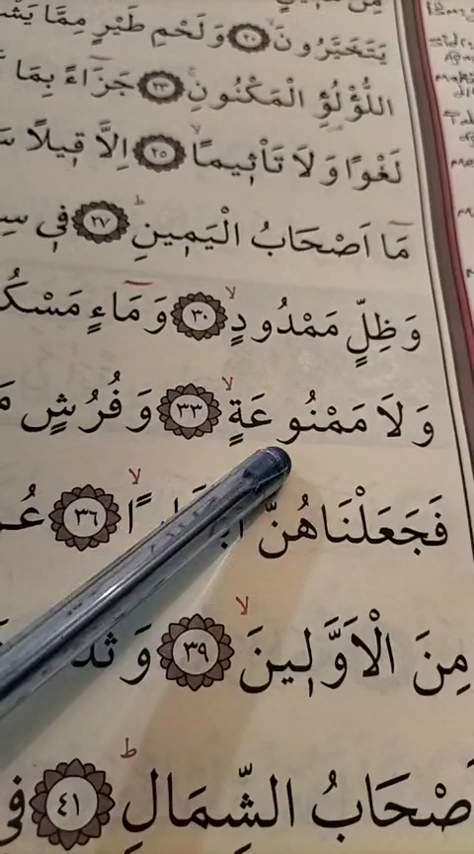 يَتَخَيَّرُونَ ﴿٢٠﴾ وَلَحْمِ طَيْرٍ مِمَّا
اللُّؤْلُؤِ الْمَكْنُونِ ﴿٢٣﴾ جَزَاءً بِمَا
لَغْوًا وَلَا تَأْثِيمًا ﴿٢٥﴾ اِلَّا قِيلًا
مَا اَصْحَابُ الْيَمِينِ ﴿٢٧﴾ فِي
وَظِلٍّ مَمْدُودٍ ﴿٣٠﴾ وَمَاءٍ
وَلَا مَمْنُوعَةٍ ﴿٣٣﴾ وَفُرُشٍ
فَجَعَلْنَاهُنَّ ﴿٣٦﴾
مِنَ الْاَوَّلِينَ ﴿٣٩﴾
صْحَابُ الشِّمَالِ ﴿٤١﴾ فِي